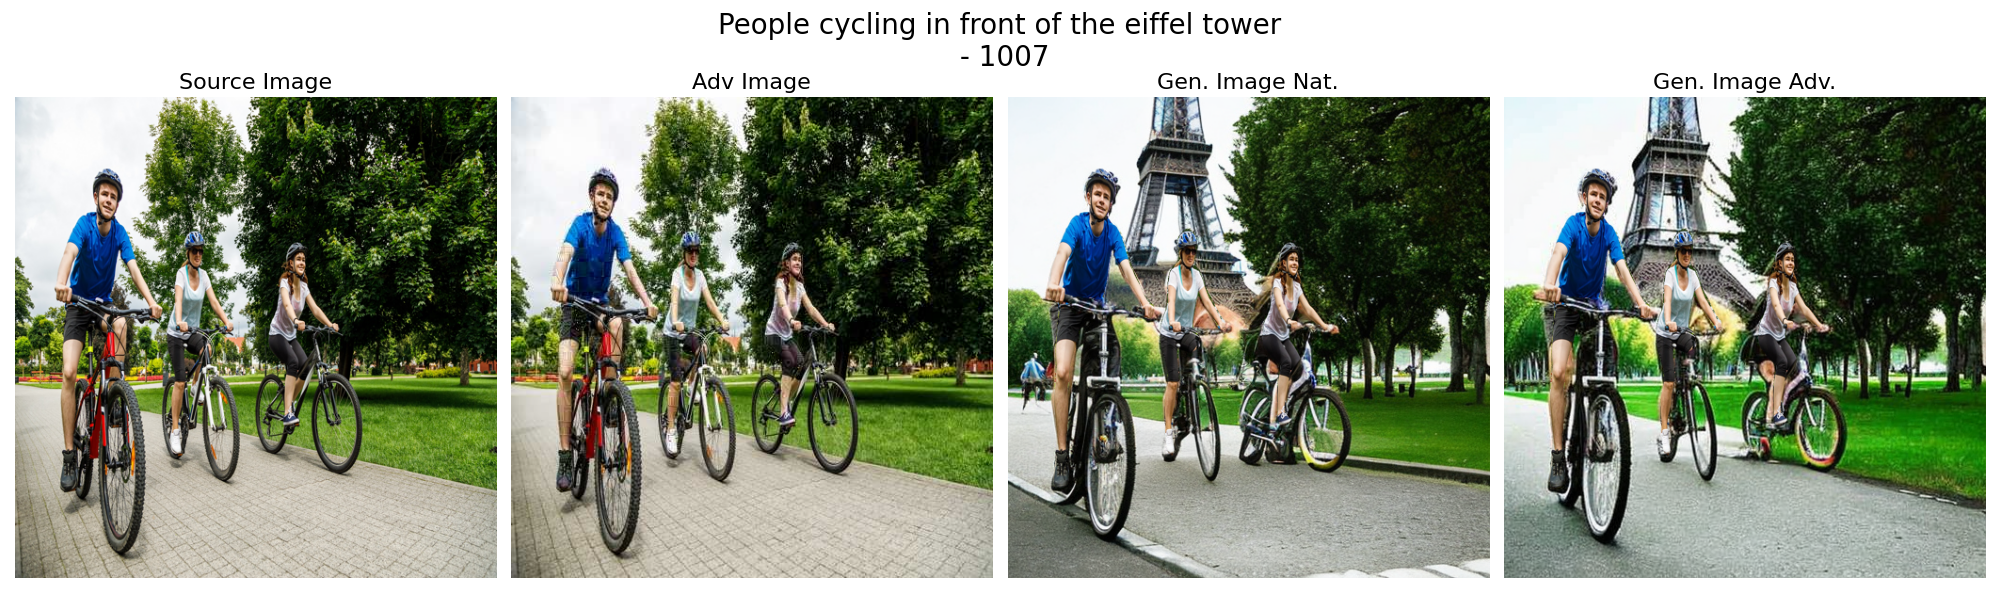 People cycling in front of the eiffel tower
- 1007
Source Image
Adv Image
Gen. Image Nat.
Gen. Image Adv.